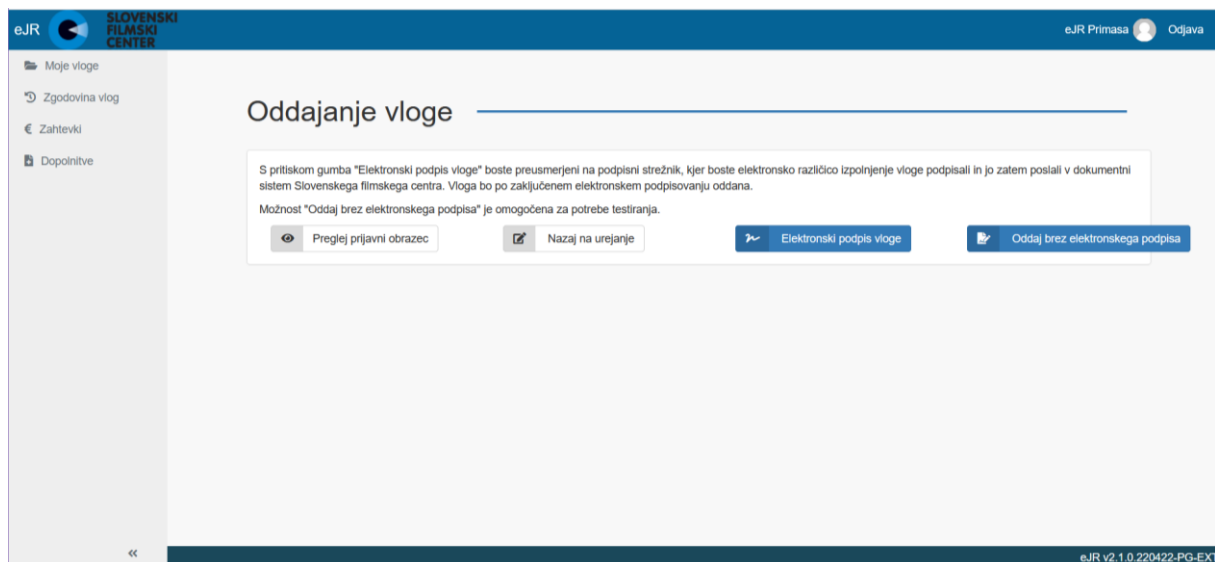 eJR
SLOVENSKI
FILMSKI
CENTER
eJR Primasa
Odjava
Moje vloge
Zgodovina vlog
€ Zahtevki
Dopolnitve
Oddajanje vloge
S pritiskom gumba "Elektronski podpis vloge" boste preusmerjeni na podpisni strežnik, kjer boste elektronsko različico izpolnjenje vloge podpisali in jo zatem poslali v dokumentni
sistem Slovenskega filmskega centra. Vloga bo po zaključenem elektronskem podpisovanju oddana.
Možnost "Oddaj brez elektronskega podpisa" je omogočena za potrebe testiranja.
Preglej prijavni obrazec
Nazaj na urejanje
Elektronski podpis vloge
Oddaj brez elektronskega podpisa
eJR v2.1.0.220422-PG-EXT